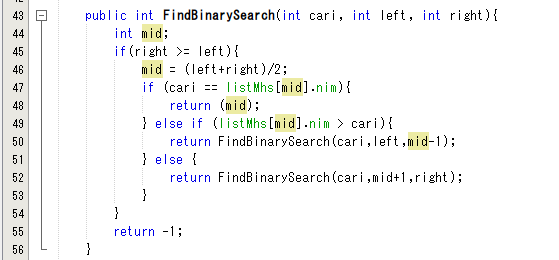 43 public int FindBinarySearch(int cari, int left, int right){
44 int mid;
45 if(right >= left){
46 mid = (left+right)/2;
47 if (cari == listMhs[mid].nim){
48 return (mid);
49 } else if (listMhs[mid].nim > cari){
50 return FindBinarySearch(cari,left,mid-1);
51 } else {
52 return FindBinarySearch(cari,mid+1,right);
53 }
54 }
55 return -1;
56 }